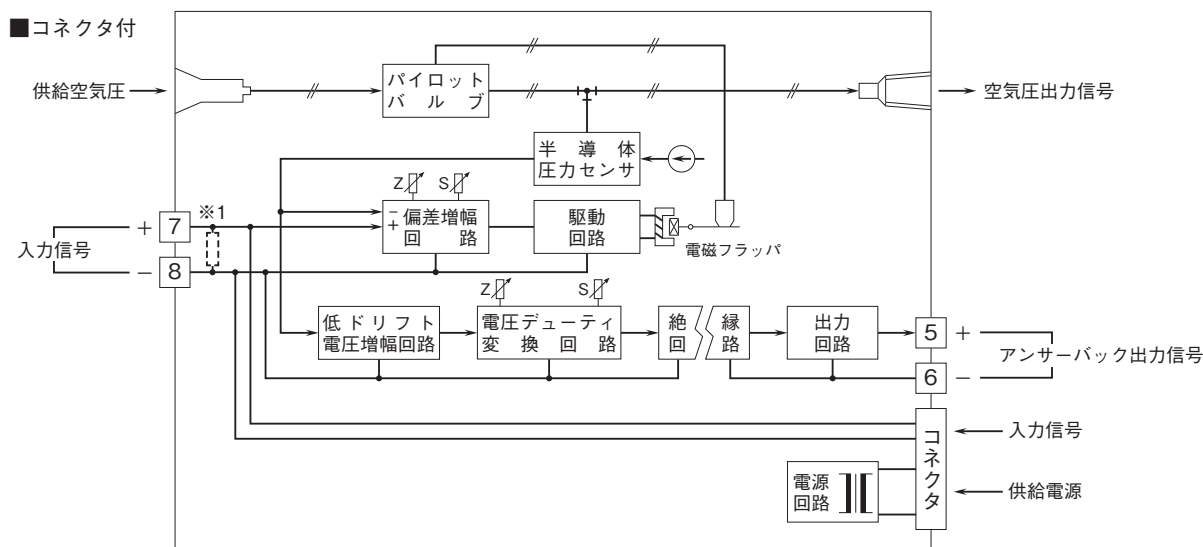 ■コネクタ付
供給空気圧
パイロット
バルブ
空気圧出力信号
半導体
圧力センサ
Z
S
※1
入力信号
+
7
−
8
−
+
偏差増幅
回路
駆動
回路
電磁フラッパ
Z
S
低ドリフト
電圧増幅回路
電圧デューティ
変換回路
絶縁
回路
出力
回路
5
+
6
−
アンサーバック出力信号
コネクタ
入力信号
電源
回路
供給電源